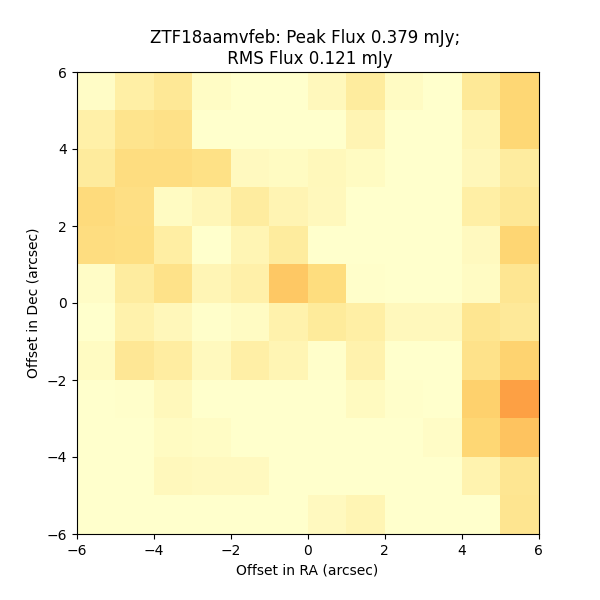 ZTF18aamvfeb: Peak Flux 0.379 mJy;
RMS Flux 0.121 mJy
6
4
2
0
−2
−4
−6
Offset in Dec (arcsec)
−6 −4 −2 0 2 4 6
Offset in RA (arcsec)